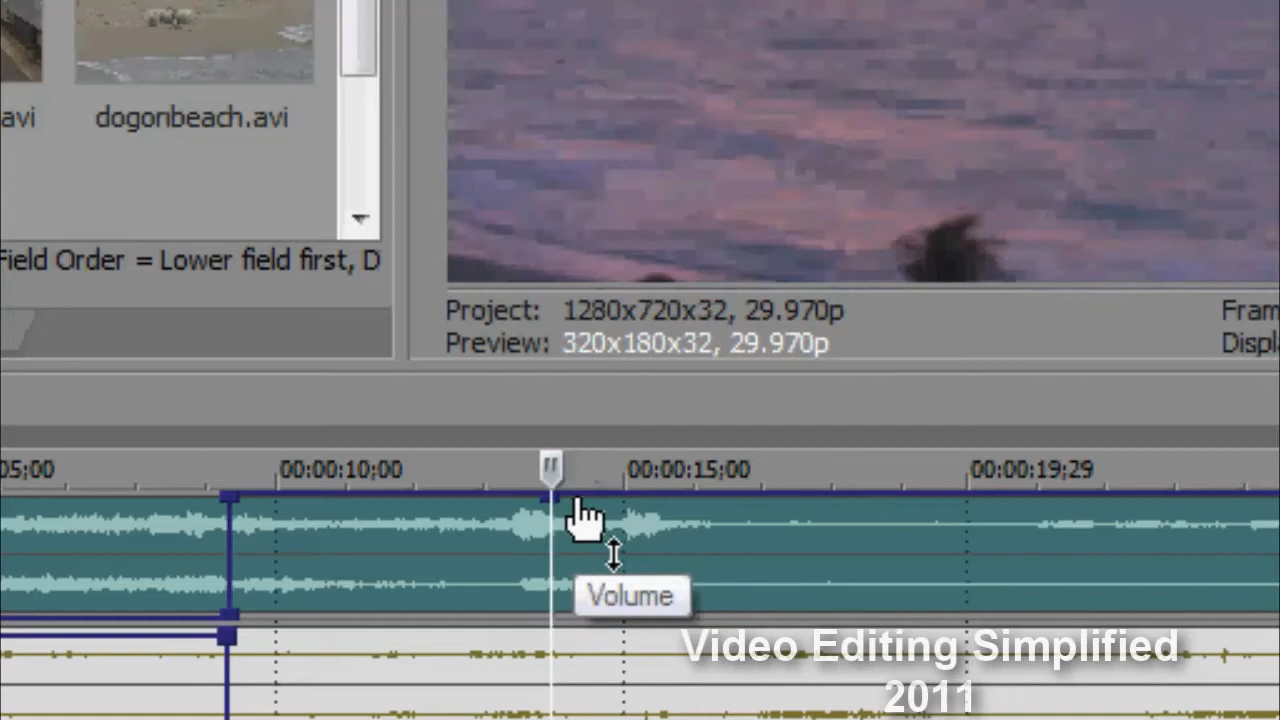 avi
dogonbeach.avi
Field Order = Lower field first, D
Project: 1280x720x32, 29.970p
Fram
Preview: 320x180x32, 29.970p
Displ
05;00
00:00:10;00
00:00:15;00
00:00:19;29
Volume
Video Editing Simplified
2011